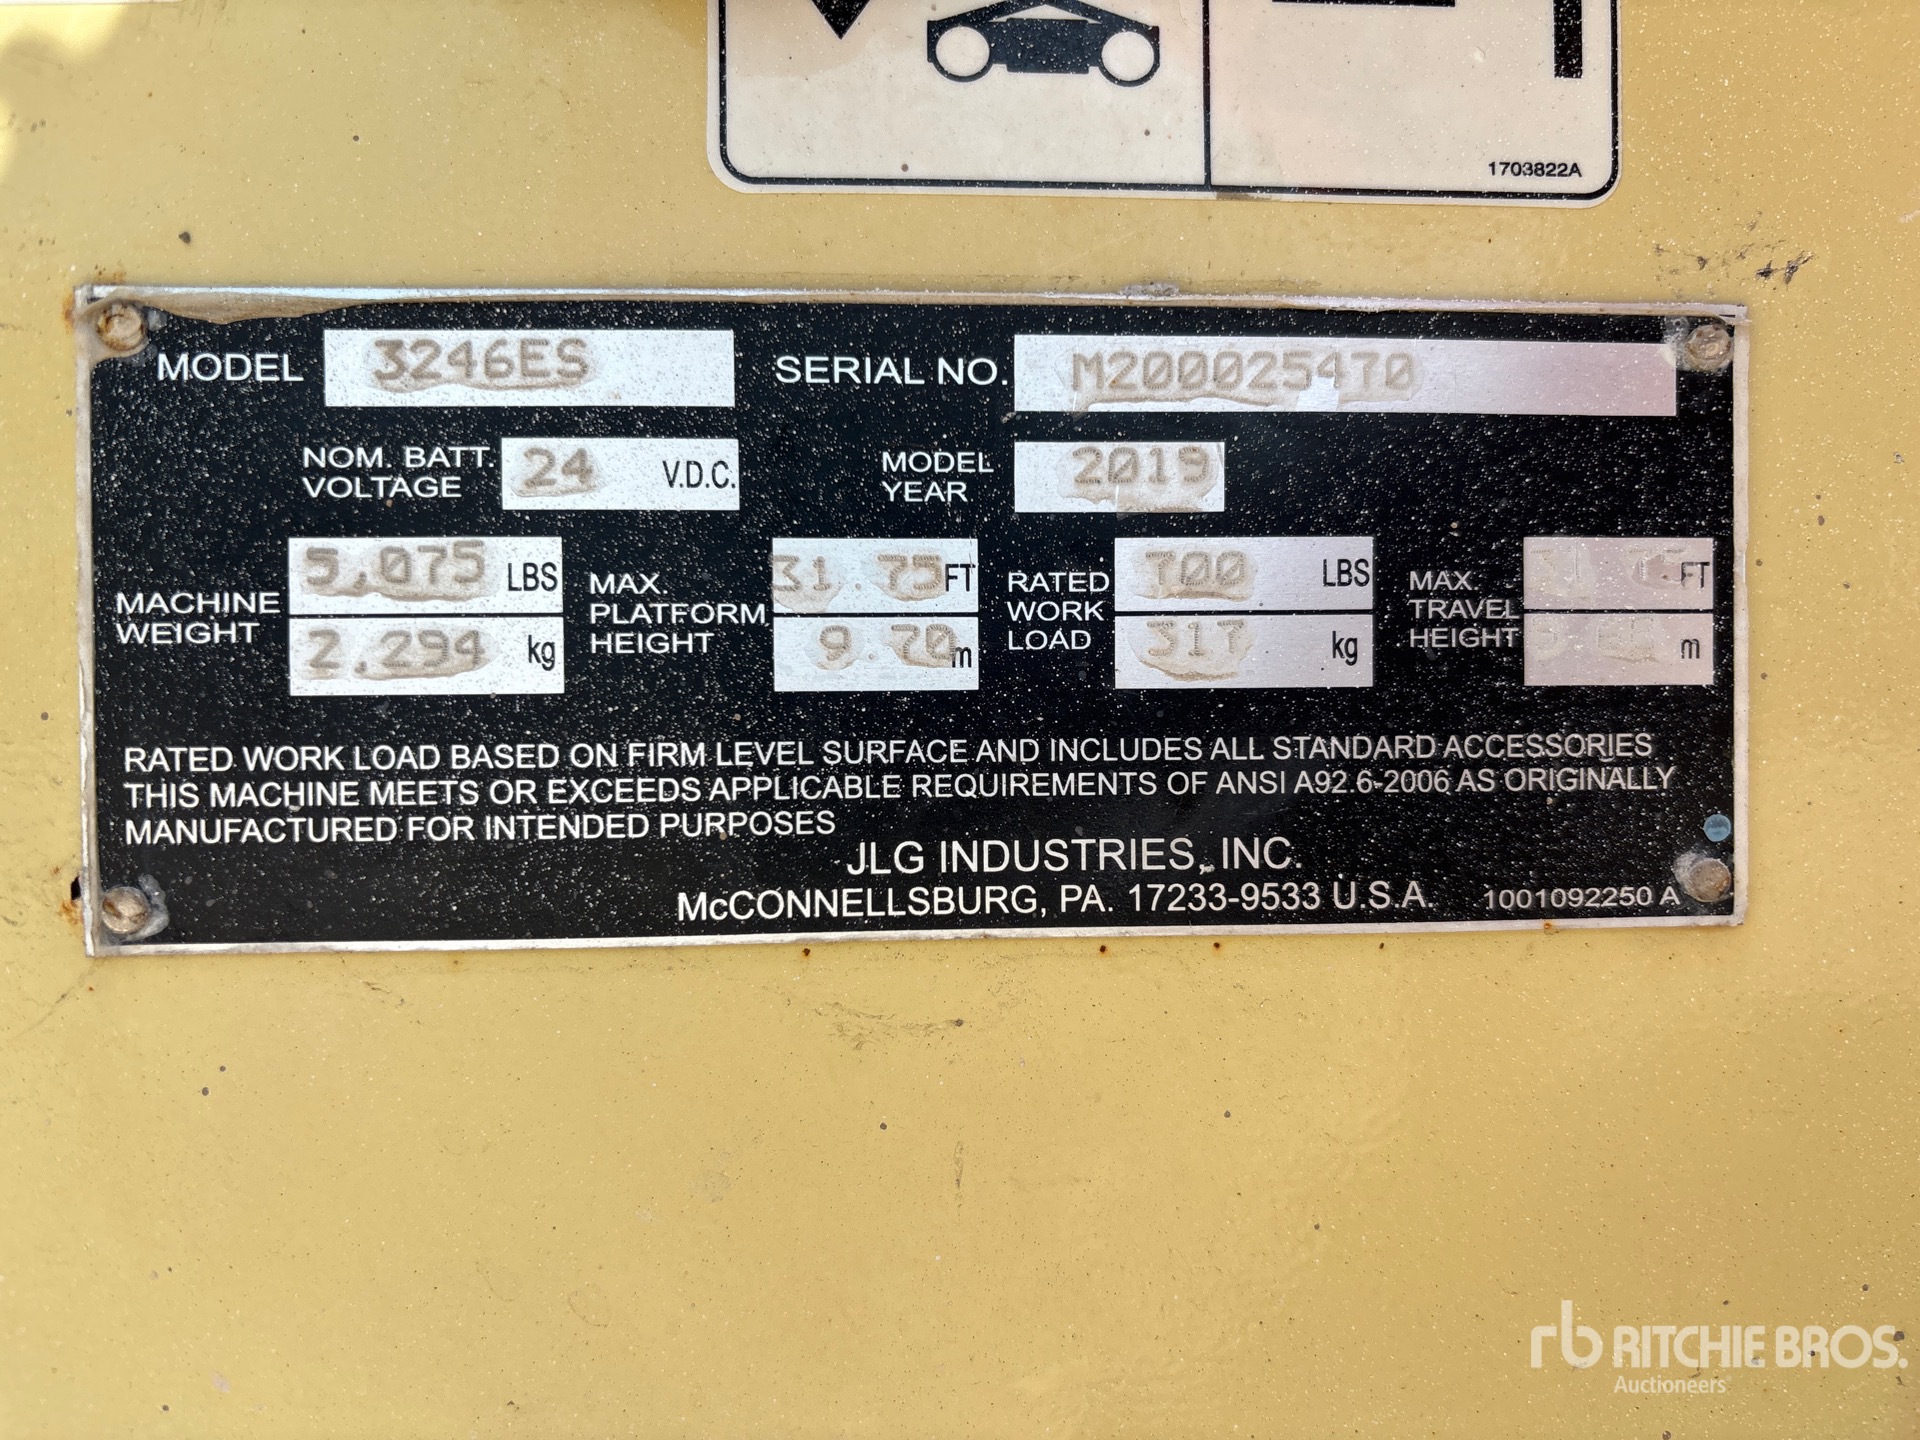 1703822A
MODEL 3246ES SERIAL NO. M200025470
NOM. BATT. VOLTAGE 24 V.D.C. MODEL YEAR 2019
MACHINE WEIGHT 5,075 LBS 2,294 kg
MAX. PLATFORM HEIGHT 31.75 FT 9.70 m
RATED WORK LOAD 700 LBS 317 kg
MAX. TRAVEL HEIGHT FT m
RATED WORK LOAD BASED ON FIRM LEVEL SURFACE AND INCLUDES ALL STANDARD ACCESSORIES
THIS MACHINE MEETS OR EXCEEDS APPLICABLE REQUIREMENTS OF ANSI A92.6-2006 AS ORIGINALLY
MANUFACTURED FOR INTENDED PURPOSES
JLG INDUSTRIES, INC.
McCONNELLSBURG, PA. 17233-9533 U.S.A. 1001092250 A
rb RITCHIE BROS.
Auctioneers